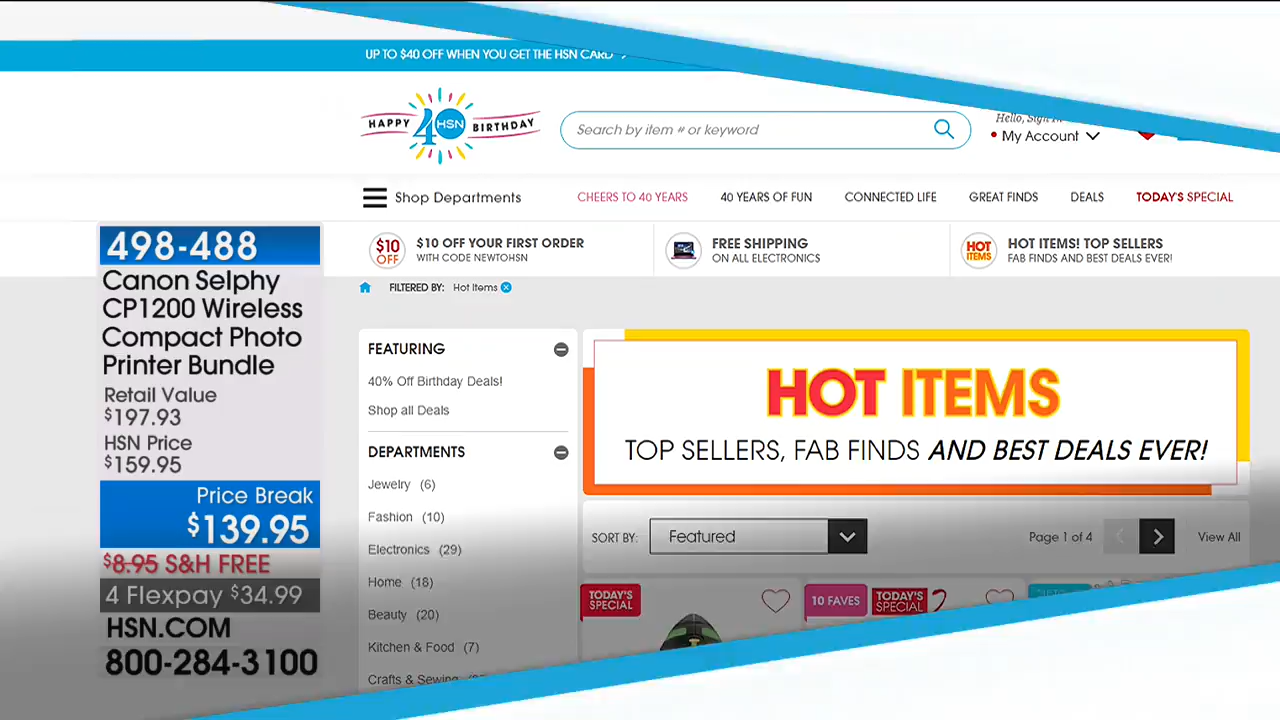 UP TO $40 OFF WHEN YOU GET THE HSN CARD
HAPPY 40 HSN BIRTHDAY
Search by item # or keyword
Hello, Sign In
My Account
Shop Departments
CHEERS TO 40 YEARS
40 YEARS OF FUN
CONNECTED LIFE
GREAT FINDS
DEALS
TODAY'S SPECIAL
$10 OFF
$10 OFF YOUR FIRST ORDER
WITH CODE NEWTOHSN
FREE SHIPPING
ON ALL ELECTRONICS
HOT ITEMS
HOT ITEMS! TOP SELLERS
FAB FINDS AND BEST DEALS EVER!
498-488
Canon Selphy
CP1200 Wireless
Compact Photo
Printer Bundle
Retail Value
$197.93
HSN Price
$159.95
Price Break
$139.95
$8.95 S&H FREE
4 Flexpay $34.99
HSN.COM
800-284-3100
FILTERED BY: Hot Items
FEATURING
40% Off Birthday Deals!
Shop all Deals
DEPARTMENTS
Jewelry (6)
Fashion (10)
Electronics (29)
Home (18)
Beauty (20)
Kitchen & Food (7)
Crafts & Sewing
HOT ITEMS
TOP SELLERS, FAB FINDS AND BEST DEALS EVER!
SORT BY: Featured
Page 1 of 4
View All
TODAY'S
SPECIAL
10 FAVES
TODAY'S
SPECIAL